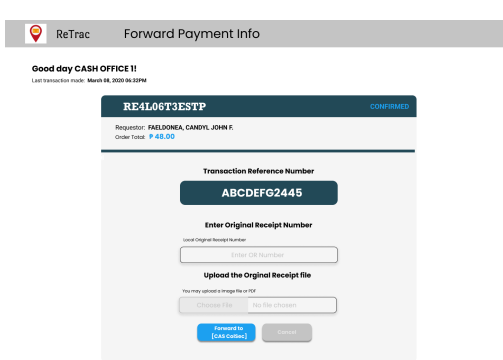 ReTrac
Forward Payment Info
Good day CASH OFFICE 1!
Last transaction made: March 08, 2020 06:32PM
RE4L06T3ESTP
CONFIRMED
Requestor: FAELDONEA, CANDYL JOHN F.
Order Total: ₱ 48.00
Transaction Reference Number
ABCDEFG2445
Enter Original Receipt Number
Local Original Receipt Number
Enter OR Number
Upload the Orginal Receipt file
You may upload a image file or PDF
Choose File No file chosen
Forward to
[CAS ColSec]
Cancel